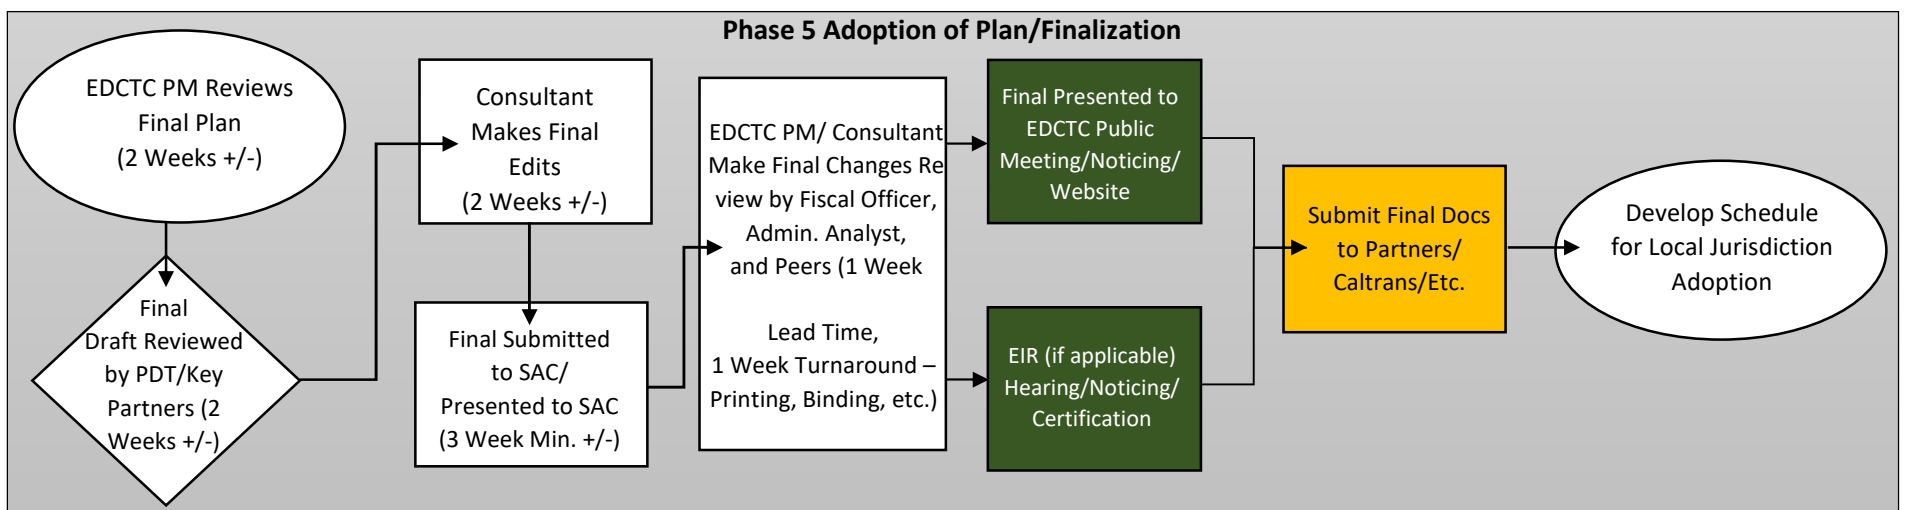 Phase 5 Adoption of Plan/Finalization
EDCTC PM Reviews
Final Plan
(2 Weeks +/-)
Final
Draft Reviewed
by PDT/Key
Partners (2
Weeks +/-)
Consultant
Makes Final
Edits
(2 Weeks +/-)
Final Submitted
to SAC/
Presented to SAC
(3 Week Min. +/-)
EDCTC PM/ Consultant
Make Final Changes Re
view by Fiscal Officer,
Admin. Analyst,
and Peers (1 Week
Lead Time,
1 Week Turnaround –
Printing, Binding, etc.)
Final Presented to
EDCTC Public
Meeting/Noticing/
Website
EIR (if applicable)
Hearing/Noticing/
Certification
Submit Final Docs
to Partners/
Caltrans/Etc.
Develop Schedule
for Local Jurisdiction
Adoption